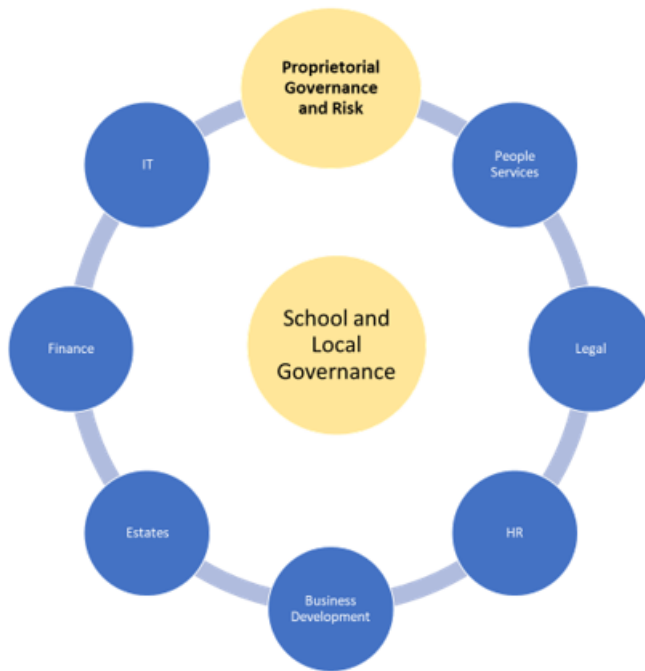 Proprietorial
Governance
and Risk
IT
People
Services
School and
Local
Governance
Finance
Legal
Estates
HR
Business
Development